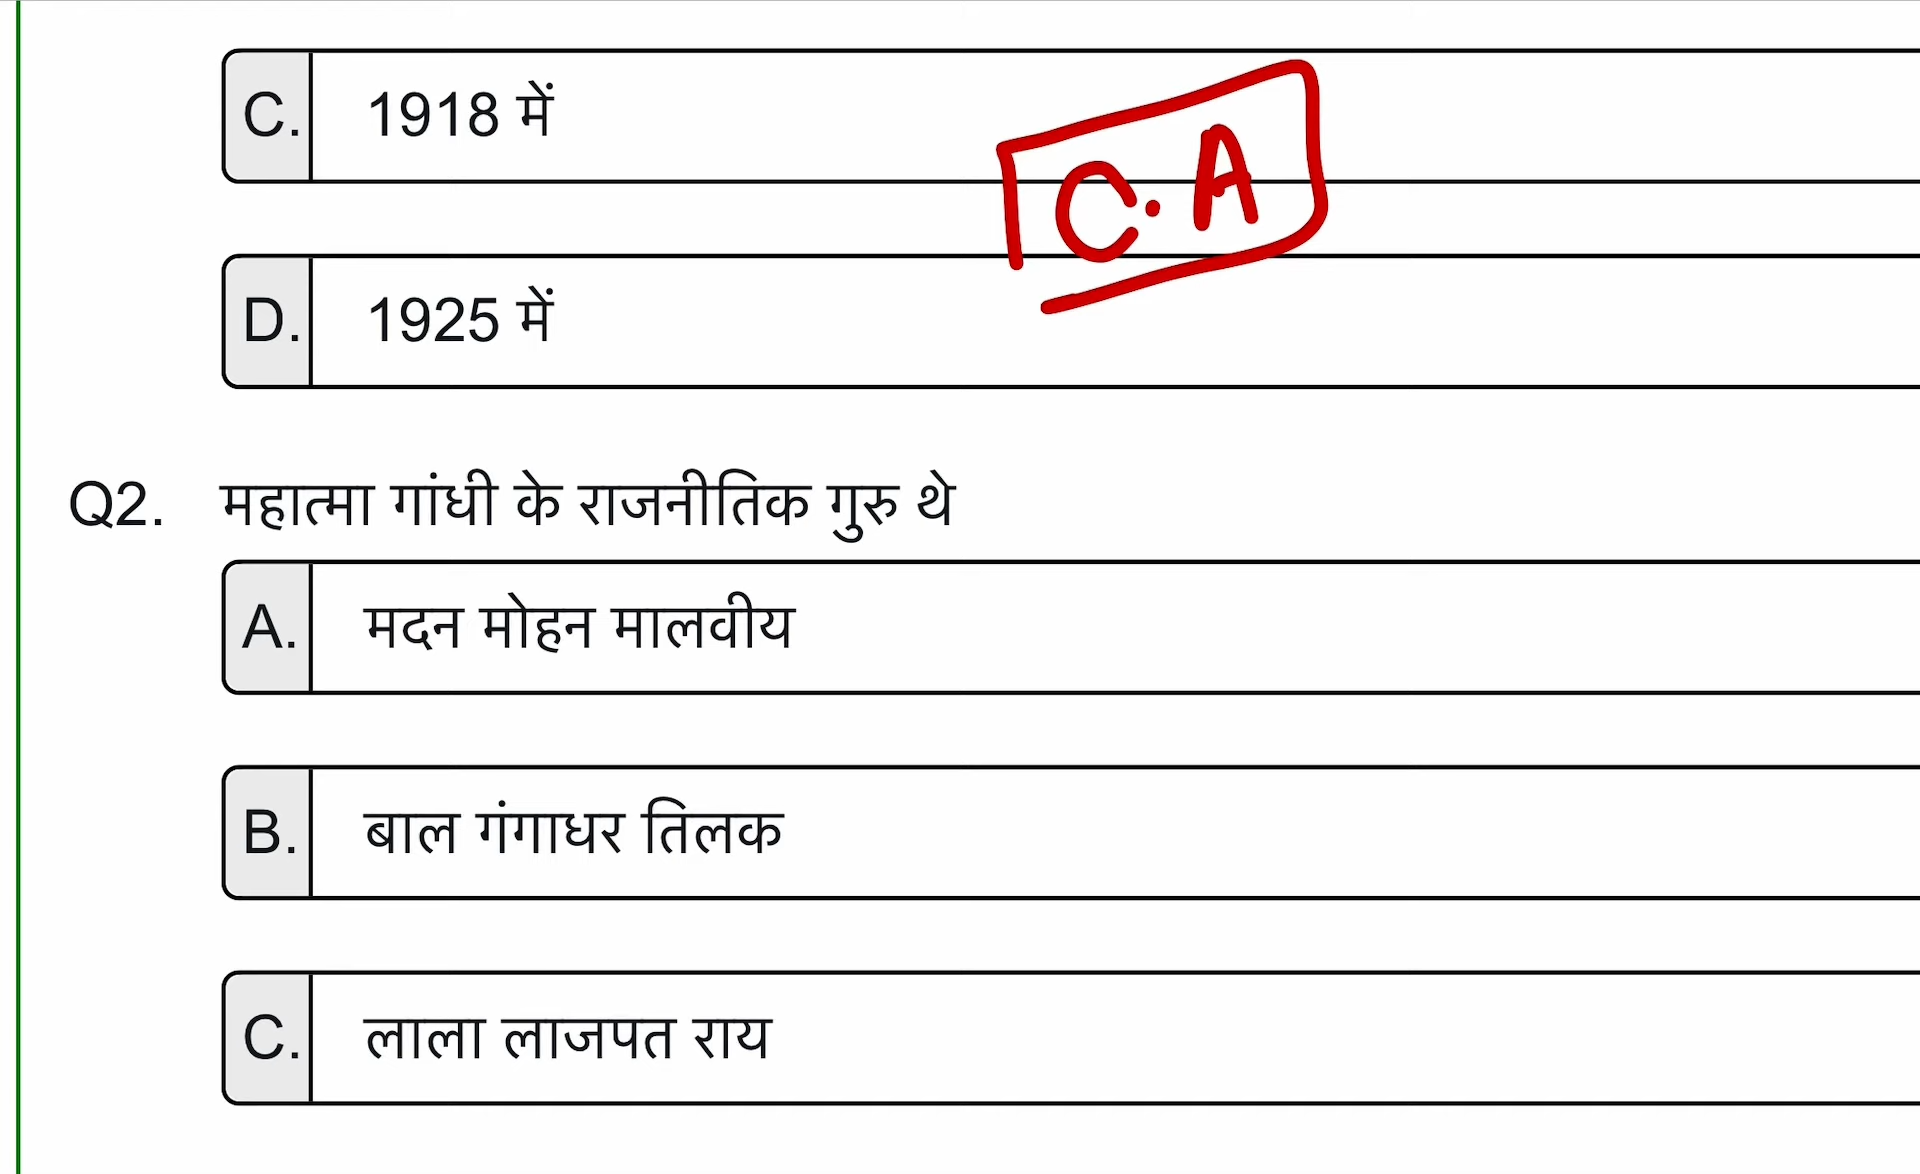 C. 1918 में
C.A
D. 1925 में
Q2. महात्मा गांधी के राजनीतिक गुरु थे
A. मदन मोहन मालवीय
B. बाल गंगाधर तिलक
C. लाला लाजपत राय